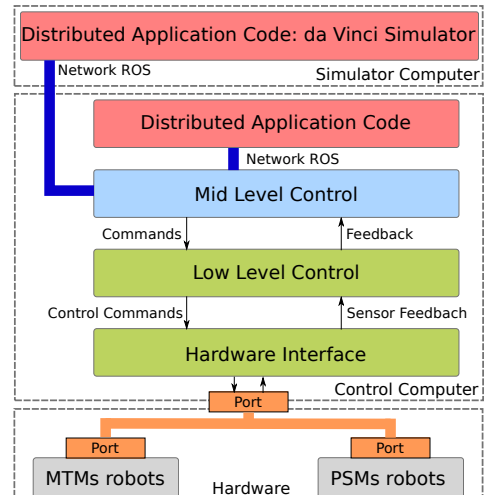 Distributed Application Code: da Vinci Simulator
Network ROS
Simulator Computer
Distributed Application Code
Network ROS
Mid Level Control
Commands
Feedback
Low Level Control
Control Commands
Sensor Feedbach
Hardware Interface
Port
Control Computer
Port
Port
MTMs robots
PSMs robots
Hardware